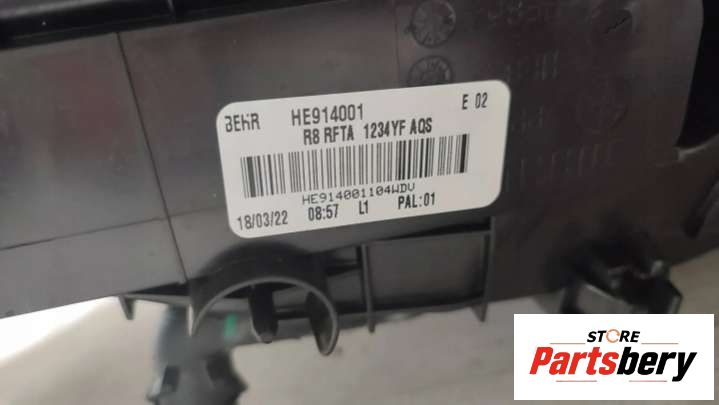 BEHR HE914001 E 02
R8 RFTA 1234YF AQS
HE914001104WDV
18/03/22 08:57 L1 PAL:01
STORE
Partsbery